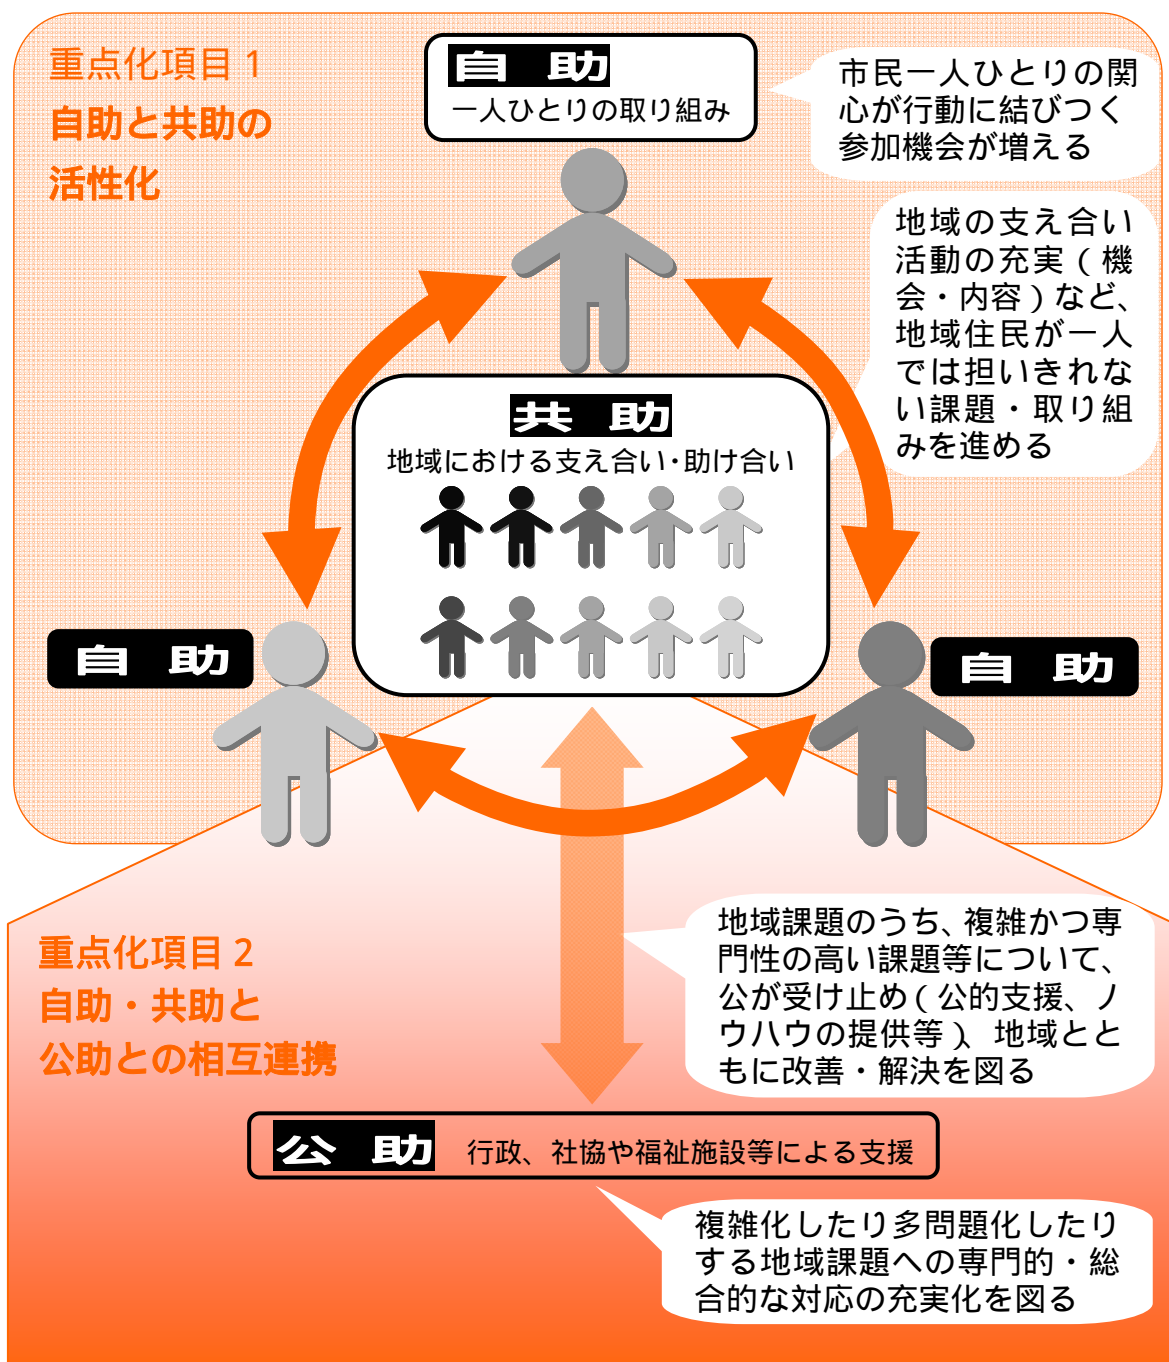 重点化項目1
自助と共助の
活性化
自　助
一人ひとりの取り組み
市民一人ひとりの関
心が行動に結びつく
参加機会が増える
地域の支え合い
活動の充実（機
会・内容）など、
地域住民が一人
では担いきれな
い課題・取り組
みを進める
共　助
地域における支え合い・助け合い
自　助
自　助
重点化項目2
自助・共助と
公助との相互連携
地域課題のうち、複雑かつ専
門性の高い課題等について、
公が受け止め（公的支援、ノ
ウハウの提供等）、地域とと
もに改善・解決を図る
公　助　行政、社協や福祉施設等による支援
複雑化したり多問題化したり
する地域課題への専門的・総
合的な対応の充実化を図る